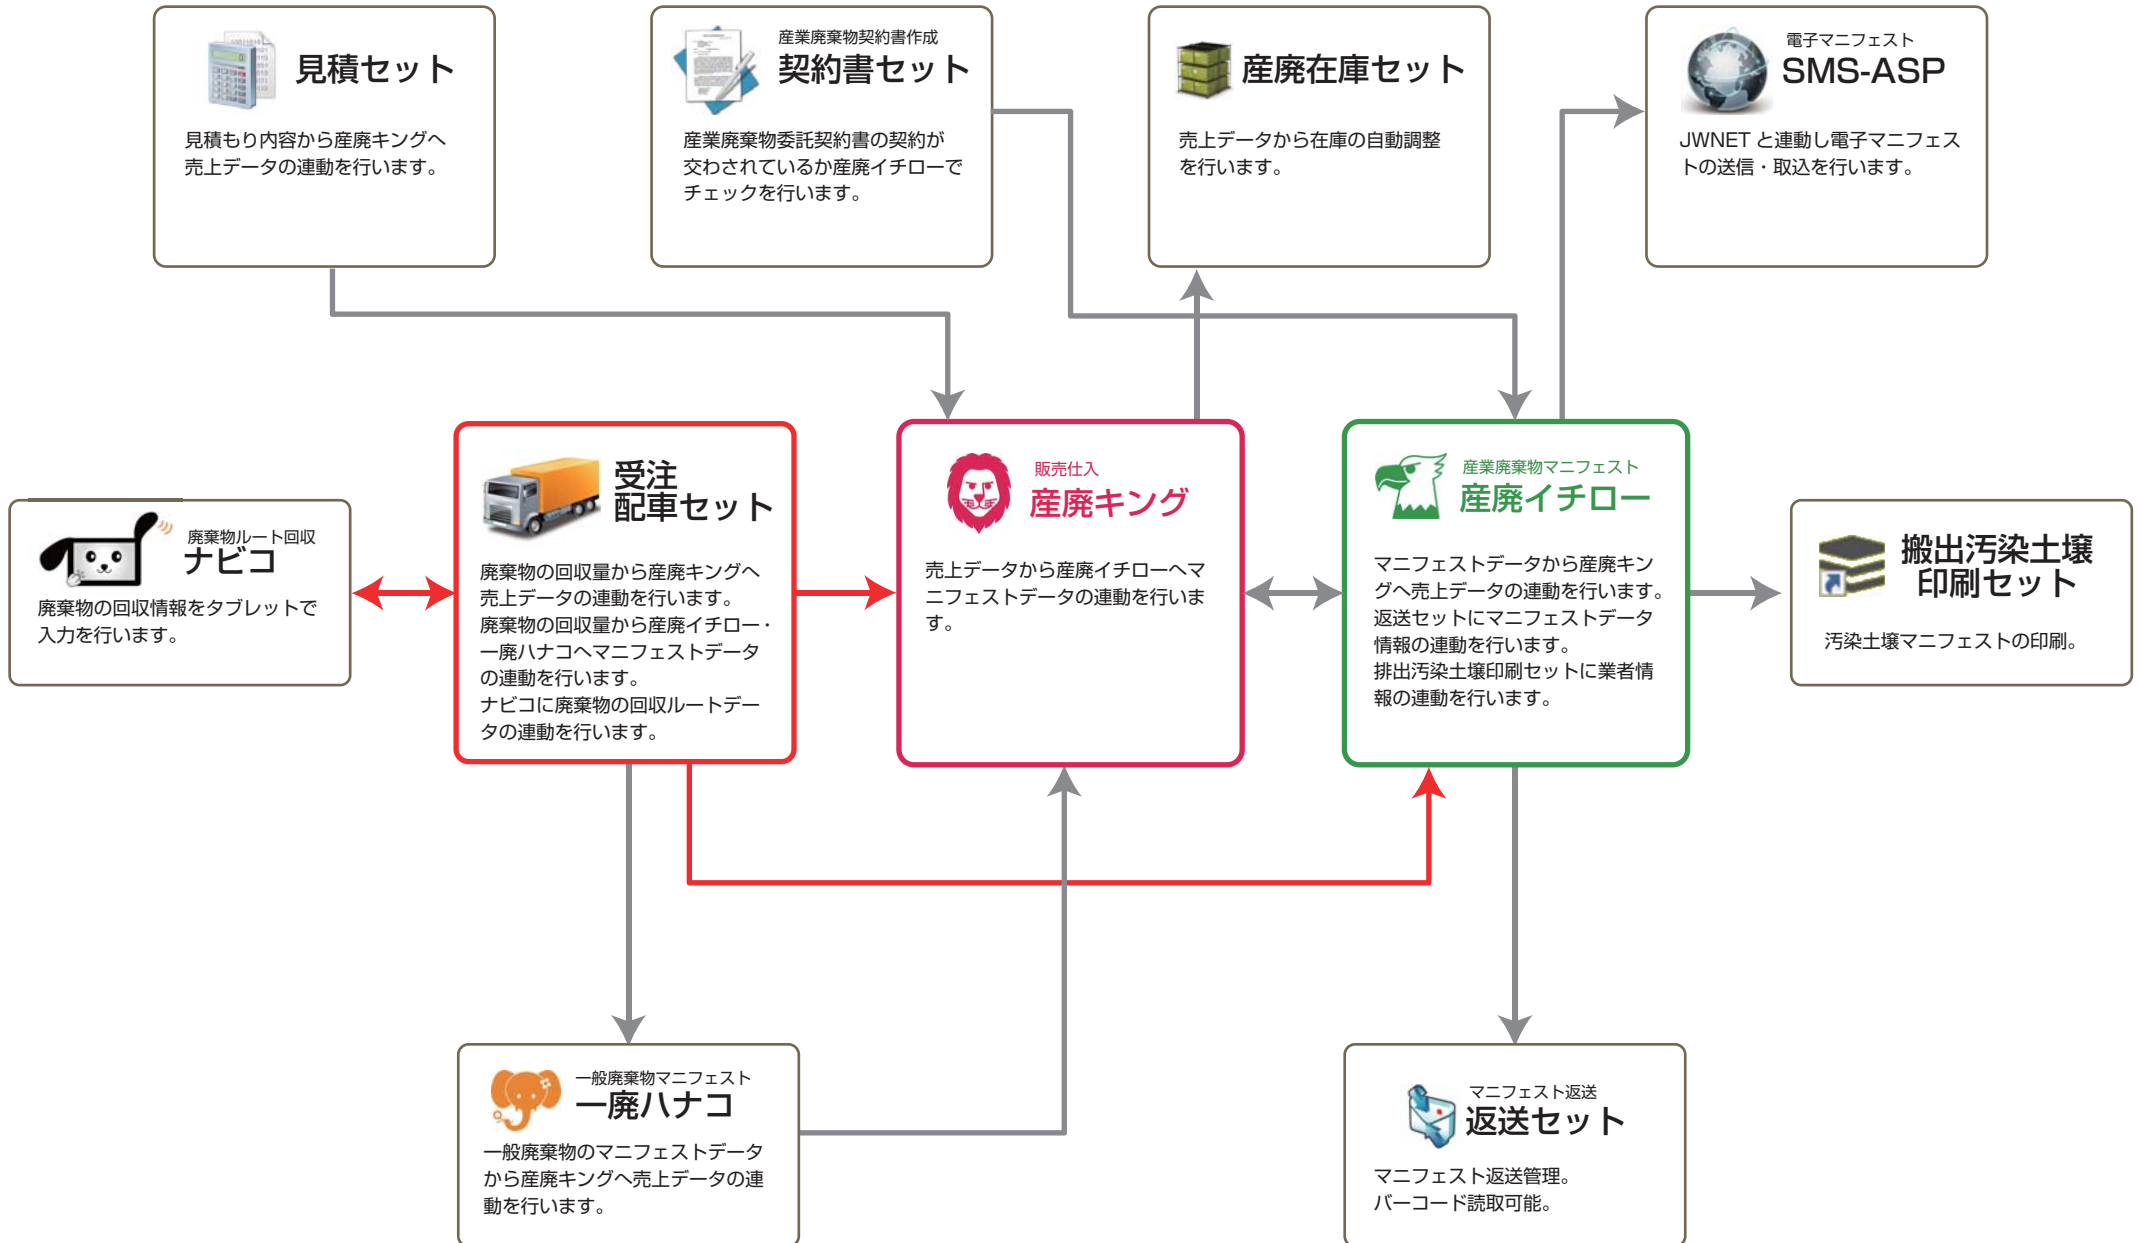 見積セット
見積もり内容から産廃キングへ
売上データの連動を行います。
産業廃棄物契約書作成
契約書セット
産業廃棄物委託契約書の契約が
交わされているか産廃イチローで
チェックを行います。
産廃在庫セット
売上データから在庫の自動調整
を行います。
電子マニフェスト
SMS-ASP
JWNET と連動し電子マニフェス
トの送信・取込を行います。
廃棄物ルート回収
ナビコ
廃棄物の回収情報をタブレットで
入力を行います。
受注
配車セット
廃棄物の回収量から産廃キングへ
売上データの連動を行います。
廃棄物の回収量から産廃イチロー・
一廃ハナコへマニフェストデータ
の連動を行います。
ナビコに廃棄物の回収ルートデー
タの連動を行います。
販売仕入
産廃キング
売上データから産廃イチローへマ
ニフェストデータの連動を行いま
す。
産業廃棄物マニフェスト
産廃イチロー
マニフェストデータから産廃キン
グへ売上データの連動を行います。
返送セットにマニフェストデータ
情報の連動を行います。
排出汚染土壌印刷セットに業者情
報の連動を行います。
搬出汚染土壌
印刷セット
汚染土壌マニフェストの印刷。
一般廃棄物マニフェスト
一廃ハナコ
一般廃棄物のマニフェストデータ
から産廃キングへ売上データの連
動を行います。
マニフェスト返送
返送セット
マニフェスト返送管理。
バーコード読取可能。